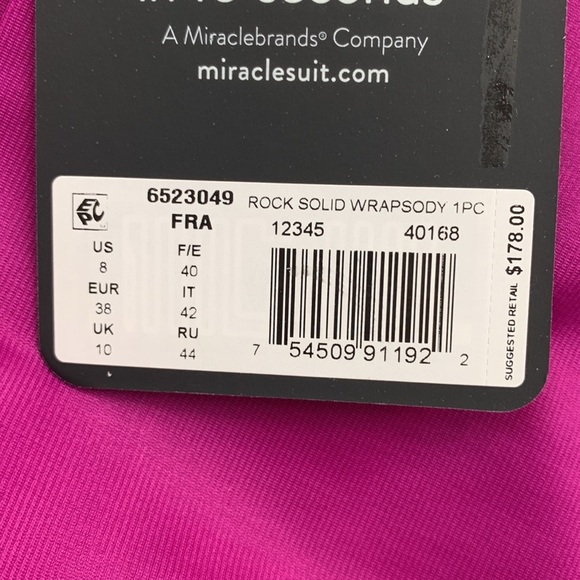 A Miraclebrands® Company
miraclesuit.com
6523049 ROCK SOLID WRAPSODY 1PC
FRA 12345 40168
US F/E
8 40
EUR IT
38 42
UK RU
10 44
7 54509 91192 2
SUGGESTED RETAIL $178.00